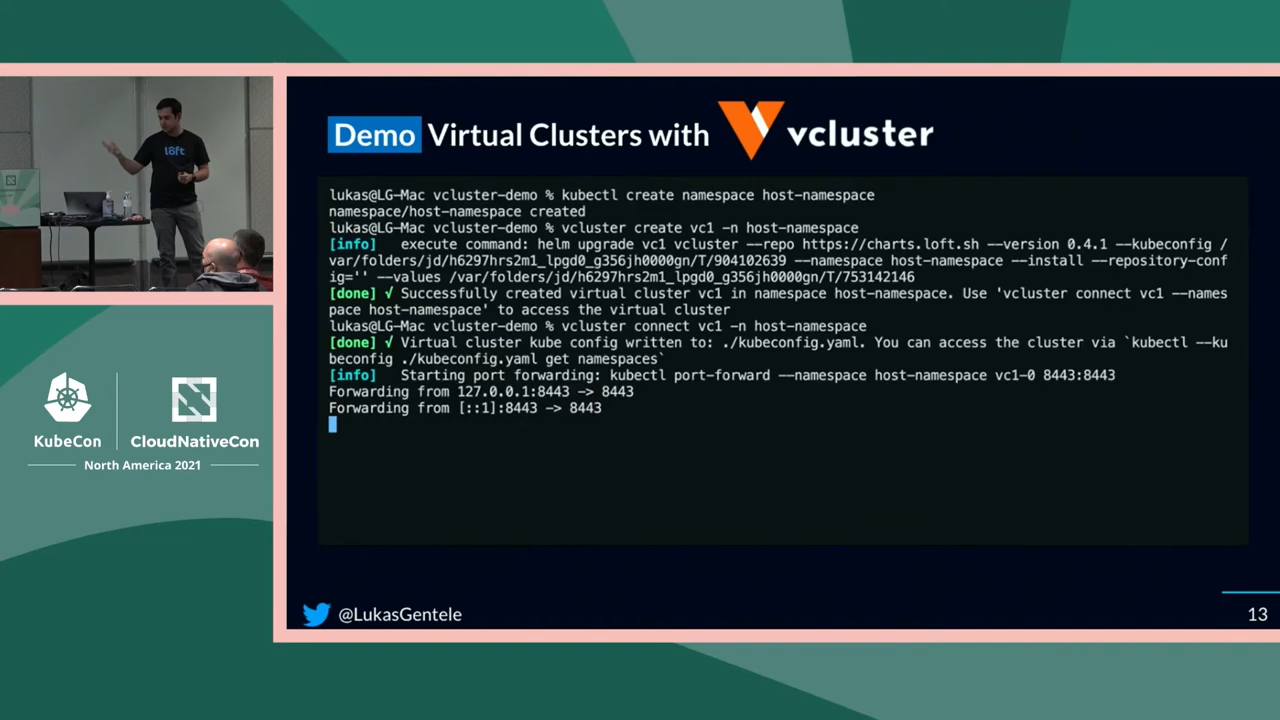 Demo Virtual Clusters with vcluster
lukas@LG-Mac vcluster-demo % kubectl create namespace host-namespace
namespace/host-namespace created
lukas@LG-Mac vcluster-demo % vcluster create vc1 -n host-namespace
[info]   execute command: helm upgrade vc1 vcluster --repo https://charts.loft.sh --version 0.4.1 --kubeconfig /
var/folders/jd/h6297hrs2m1_lpgd0_g356jh0000gn/T/904102639 --namespace host-namespace --install --repository-conf
ig='' --values /var/folders/jd/h6297hrs2m1_lpgd0_g356jh0000gn/T/753142146
[done] √ Successfully created virtual cluster vc1 in namespace host-namespace. Use 'vcluster connect vc1 --names
pace host-namespace' to access the virtual cluster
lukas@LG-Mac vcluster-demo % vcluster connect vc1 -n host-namespace
[done] √ Virtual cluster kube config written to: ./kubeconfig.yaml. You can access the cluster via `kubectl --ku
beconfig ./kubeconfig.yaml get namespaces`
[info]   Starting port forwarding: kubectl port-forward --namespace host-namespace vc1-0 8443:8443
Forwarding from 127.0.0.1:8443 -> 8443
Forwarding from [::1]:8443 -> 8443
@LukasGentele
13
loft
KubeCon
CloudNativeCon
North America 2021